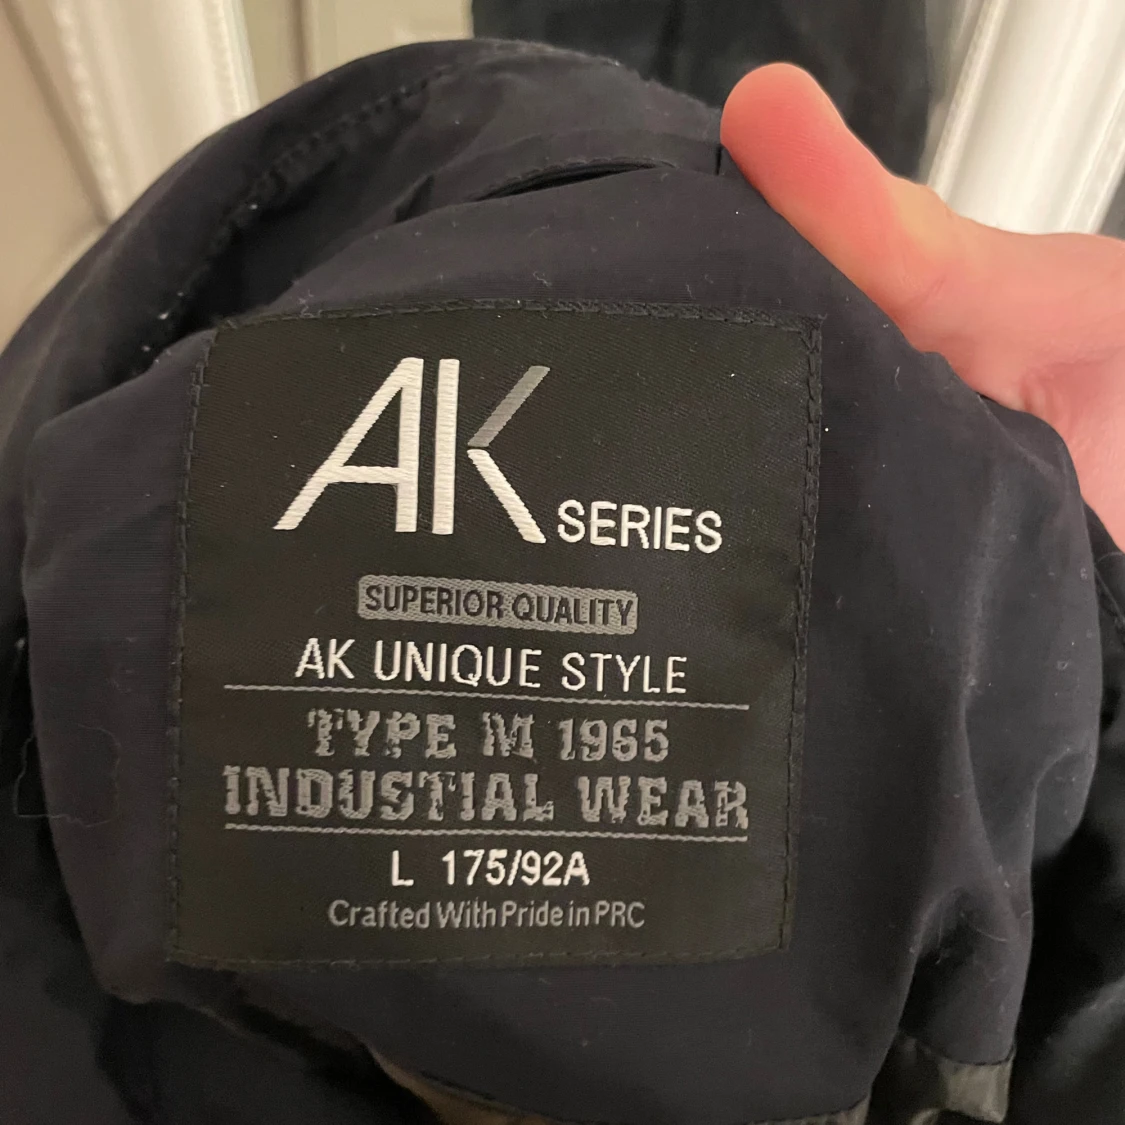 AK SERIES
SUPERIOR QUALITY
AK UNIQUE STYLE
TYPE M 1965
INDUSTIAL WEAR
L 175/92A
Crafted With Pride in PRC